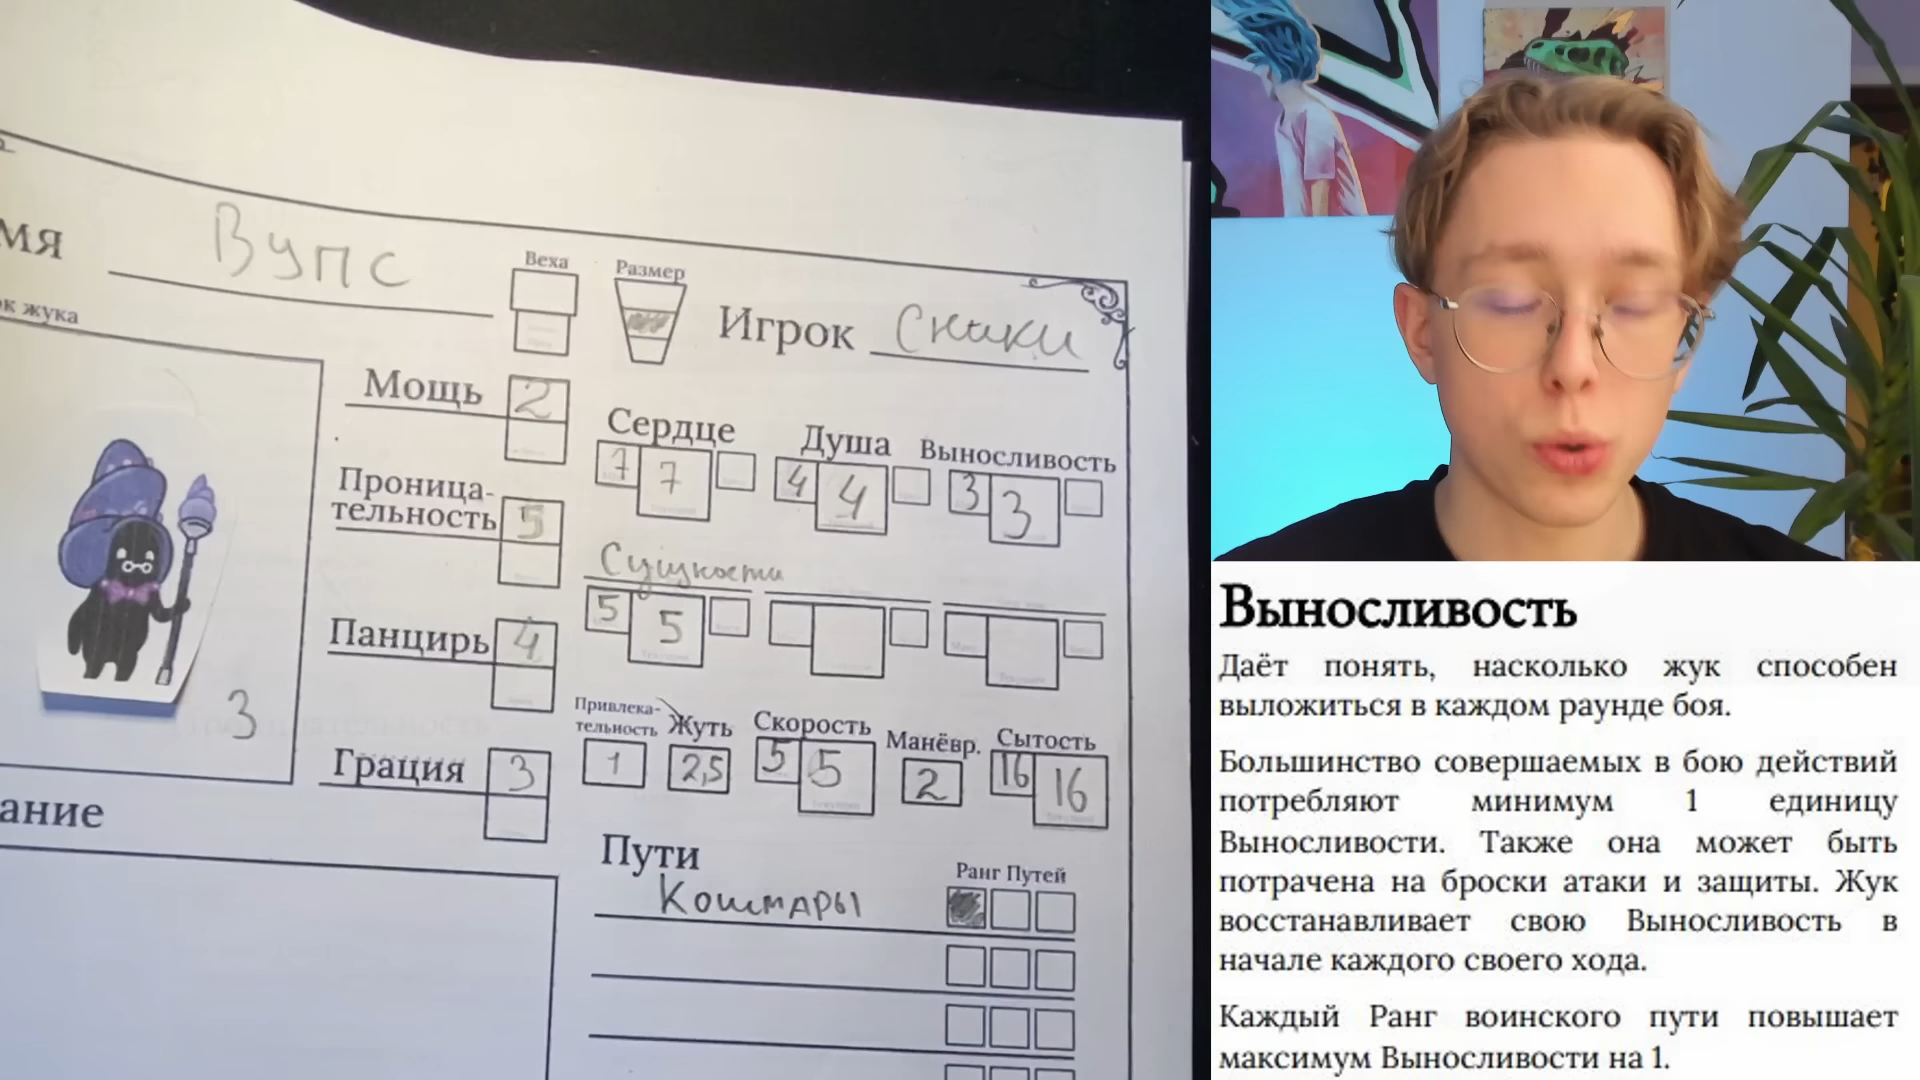 мя Вупс
Веха
Размер
Игрок Сники
к жука
Мощь 2
Проница-
тельность 5
Панцирь 4
Грация 3
3
Сердце
7 7
Душа
4 4
Выносливость
3 3
Сущности
5 5
Привлека-
тельность
1
Жуть
2,5
Скорость
5 5
Манёвр.
2
Сытость
16 16
ание
Пути
Ранг Путей
Кошмары
Выносливость
Даёт понять, насколько жук способен
выложиться в каждом раунде боя.
Большинство совершаемых в бою действий
потребляют минимум 1 единицу
Выносливости. Также она может быть
потрачена на броски атаки и защиты. Жук
восстанавливает свою Выносливость в
начале каждого своего хода.
Каждый Ранг воинского пути повышает
максимум Выносливости на 1.